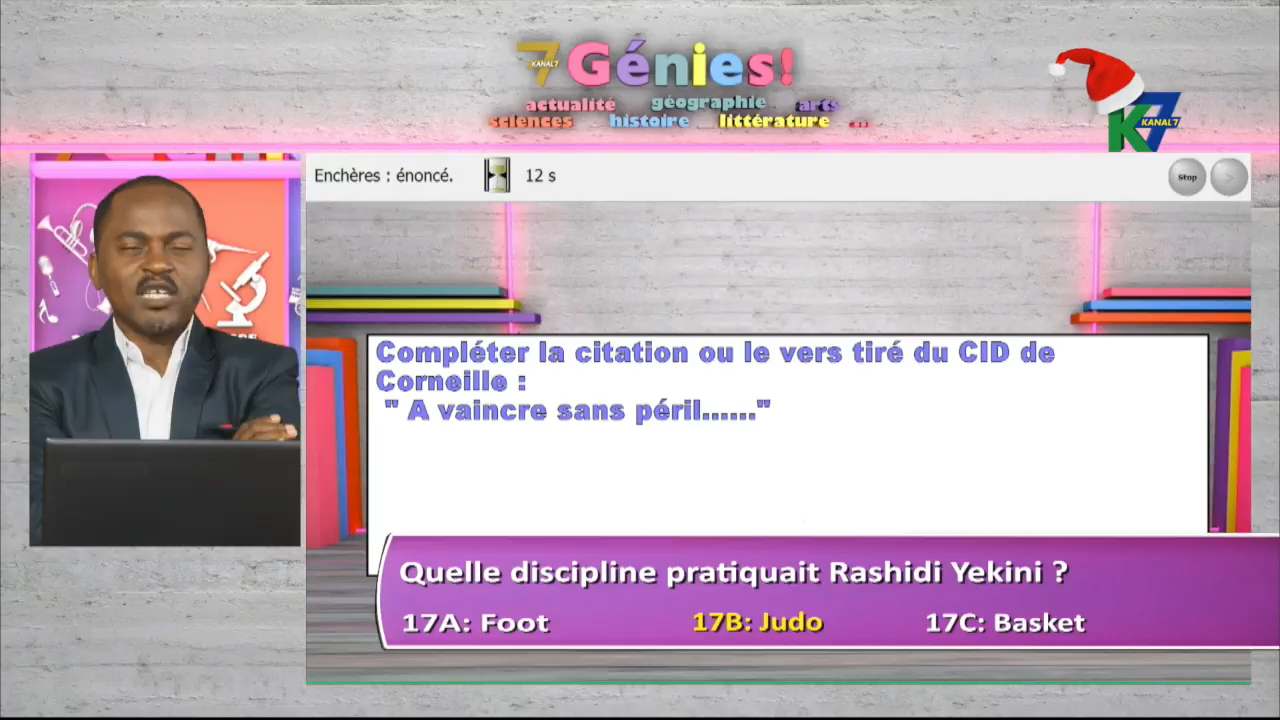 7 Génies!
KANAL7
actualité géographie arts
sciences histoire littérature ...
K7
KANAL7
Enchères : énoncé. 12 s
Stop >
Compléter la citation ou le vers tiré du CID de
Corneille :
" A vaincre sans péril......"
Quelle discipline pratiquait Rashidi Yekini ?
17A: Foot 17B: Judo 17C: Basket